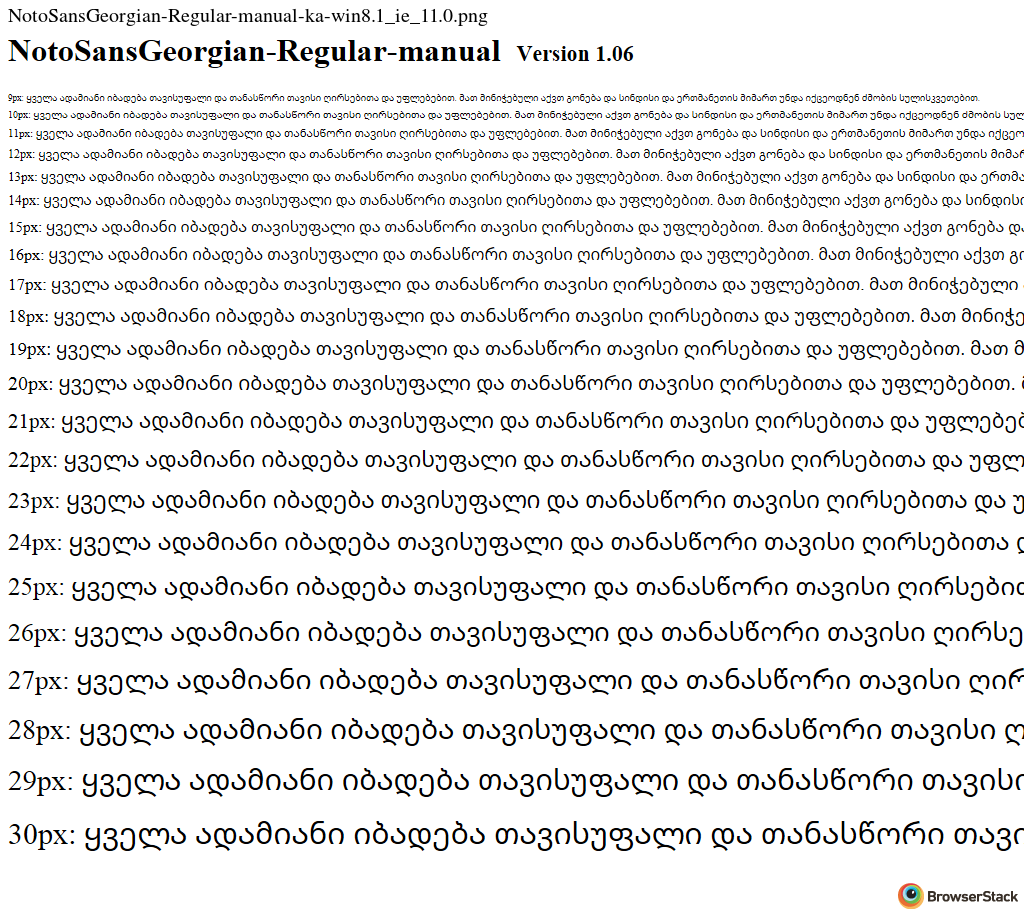 NotoSansGeorgian-Regular-manual-ka-win8.1_ie_11.0.png
NotoSansGeorgian-Regular-manual Version 1.06
9px: ყველა ადამიანი იბადება თავისუფალი და თანასწორი თავისი ღირსებითა და უფლებებით. მათ მინიჭებული აქვთ გონება და სინდისი და ერთმანეთის მიმართ უნდა იქცეოდნენ ძმობის სულისკვეთებით.
10px: ყველა ადამიანი იბადება თავისუფალი და თანასწორი თავისი ღირსებითა და უფლებებით. მათ მინიჭებული აქვთ გონება და სინდისი და ერთმანეთის მიმართ უნდა იქცეოდნენ ძმობის სულ
11px: ყველა ადამიანი იბადება თავისუფალი და თანასწორი თავისი ღირსებითა და უფლებებით. მათ მინიჭებული აქვთ გონება და სინდისი და ერთმანეთის მიმართ უნდა იქცეო
12px: ყველა ადამიანი იბადება თავისუფალი და თანასწორი თავისი ღირსებითა და უფლებებით. მათ მინიჭებული აქვთ გონება და სინდისი და ერთმანეთის მიმარ
13px: ყველა ადამიანი იბადება თავისუფალი და თანასწორი თავისი ღირსებითა და უფლებებით. მათ მინიჭებული აქვთ გონება და სინდისი და ერთმა
14px: ყველა ადამიანი იბადება თავისუფალი და თანასწორი თავისი ღირსებითა და უფლებებით. მათ მინიჭებული აქვთ გონება და სინდისი
15px: ყველა ადამიანი იბადება თავისუფალი და თანასწორი თავისი ღირსებითა და უფლებებით. მათ მინიჭებული აქვთ გონება და
16px: ყველა ადამიანი იბადება თავისუფალი და თანასწორი თავისი ღირსებითა და უფლებებით. მათ მინიჭებული აქვთ გო
17px: ყველა ადამიანი იბადება თავისუფალი და თანასწორი თავისი ღირსებითა და უფლებებით. მათ მინიჭებული
18px: ყველა ადამიანი იბადება თავისუფალი და თანასწორი თავისი ღირსებითა და უფლებებით. მათ მინიჭე
19px: ყველა ადამიანი იბადება თავისუფალი და თანასწორი თავისი ღირსებითა და უფლებებით. მათ მ
20px: ყველა ადამიანი იბადება თავისუფალი და თანასწორი თავისი ღირსებითა და უფლებებით.
21px: ყველა ადამიანი იბადება თავისუფალი და თანასწორი თავისი ღირსებითა და უფლებებ
22px: ყველა ადამიანი იბადება თავისუფალი და თანასწორი თავისი ღირსებითა და უფლ
23px: ყველა ადამიანი იბადება თავისუფალი და თანასწორი თავისი ღირსებითა და უ
24px: ყველა ადამიანი იბადება თავისუფალი და თანასწორი თავისი ღირსებითა
25px: ყველა ადამიანი იბადება თავისუფალი და თანასწორი თავისი ღირსებით
26px: ყველა ადამიანი იბადება თავისუფალი და თანასწორი თავისი ღირსე
27px: ყველა ადამიანი იბადება თავისუფალი და თანასწორი თავისი ღირ
28px: ყველა ადამიანი იბადება თავისუფალი და თანასწორი თავისი ღ
29px: ყველა ადამიანი იბადება თავისუფალი და თანასწორი თავისი
30px: ყველა ადამიანი იბადება თავისუფალი და თანასწორი თავი
BrowserStack